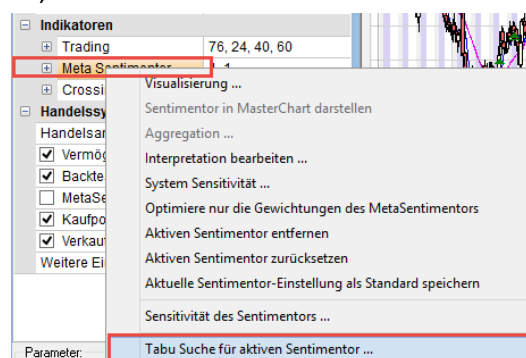 Indikatoren
Trading 76, 24, 40, 60
Meta Sentimentor
Crossi
Handelssy
Handelsar
Vermög
Backte
MetaSe
Kaufpo
Verkau
Weitere Ei
Parameter:
Visualisierung ...
Sentimentor in MasterChart darstellen
Aggregation ...
Interpretation bearbeiten ...
System Sensitivität ...
Optimiere nur die Gewichtungen des MetaSentimentors
Aktiven Sentimentor entfernen
Aktiven Sentimentor zurücksetzen
Aktuelle Sentimentor-Einstellung als Standard speichern
Sensitivität des Sentimentors ...
Tabu Suche für aktiven Sentimentor ...